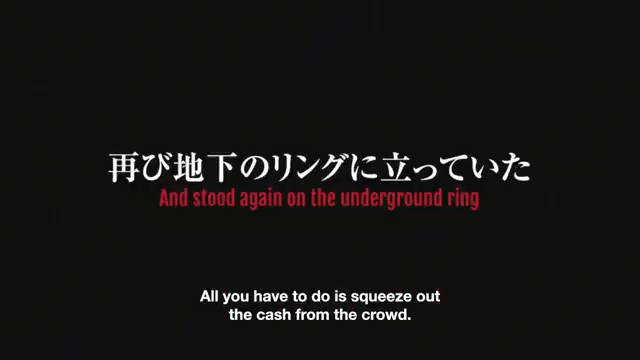 再び地下のリングに立っていた
And stood again on the underground ring
All you have to do is squeeze out
the cash from the crowd.